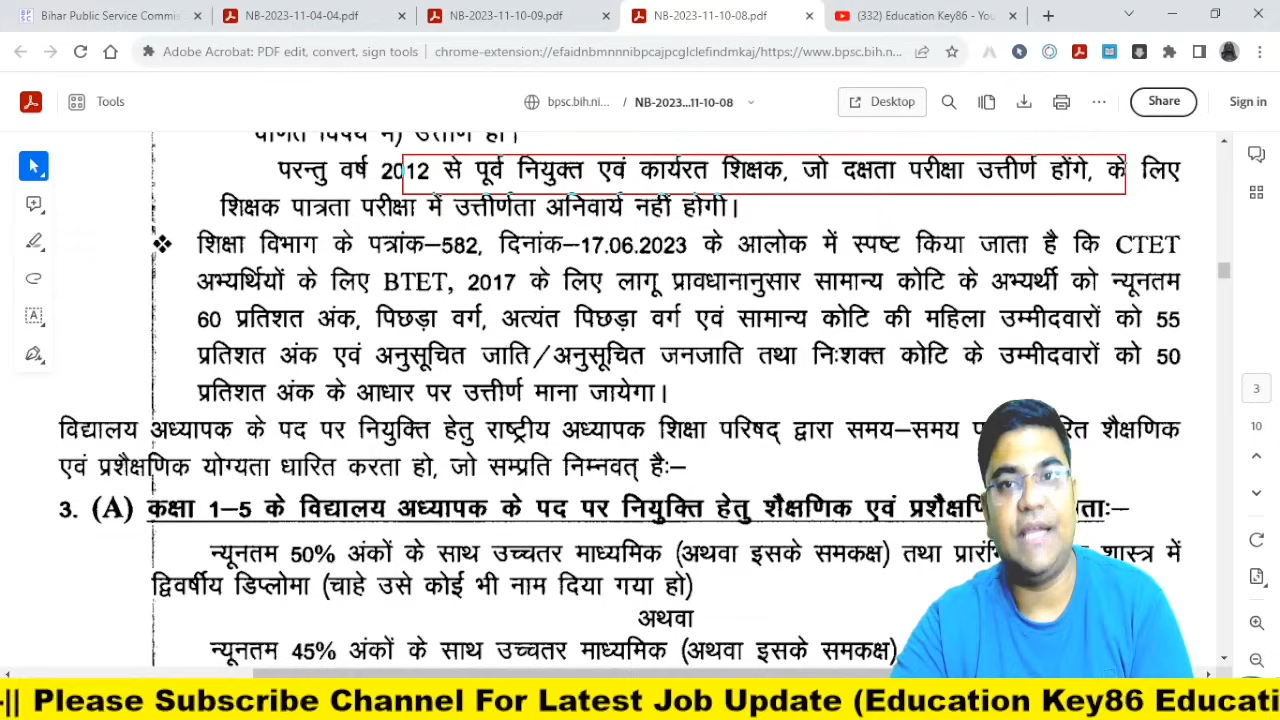 Bihar Public Service Commis
NB-2023-11-04-04.pdf
NB-2023-11-10-09.pdf
NB-2023-11-10-08.pdf
(332) Education Key86 - You
Adobe Acrobat: PDF edit, convert, sign tools
chrome-extension://efaidnbmnnnibpcajpcglclefindmkaj/https://www.bpsc.bih.ni...
Tools
bpsc.bih.ni... / NB-2023...11-10-08
Desktop
Share
Sign in
वर्णित विषय में) उत्तीर्ण हो।
परन्तु वर्ष 2012 से पूर्व नियुक्त एवं कार्यरत शिक्षक, जो दक्षता परीक्षा उत्तीर्ण होंगे, के लिए
शिक्षक पात्रता परीक्षा में उत्तीर्णता अनिवार्य नहीं होगी।
❖ शिक्षा विभाग के पत्रांक–582, दिनांक–17.06.2023 के आलोक में स्पष्ट किया जाता है कि CTET
अभ्यर्थियों के लिए BTET, 2017 के लिए लागू प्रावधानानुसार सामान्य कोटि के अभ्यर्थी को न्यूनतम
60 प्रतिशत अंक, पिछड़ा वर्ग, अत्यंत पिछड़ा वर्ग एवं सामान्य कोटि की महिला उम्मीदवारों को 55
प्रतिशत अंक एवं अनुसूचित जाति/अनुसूचित जनजाति तथा निःशक्त कोटि के उम्मीदवारों को 50
प्रतिशत अंक के आधार पर उत्तीर्ण माना जायेगा।
विद्यालय अध्यापक के पद पर नियुक्ति हेतु राष्ट्रीय अध्यापक शिक्षा परिषद् द्वारा समय–समय शैक्षणिक
एवं प्रशैक्षणिक योग्यता धारित करता हो, जो सम्प्रति निम्नवत् हैः–
3. (A) कक्षा 1–5 के विद्यालय अध्यापक के पद पर नियुक्ति हेतु शैक्षणिक एवं
न्यूनतम 50% अंकों के साथ उच्चतर माध्यमिक (अथवा इसके समकक्ष) तथा शास्त्र में
द्विवर्षीय डिप्लोमा (चाहे उसे कोई भी नाम दिया गया हो)
अथवा
न्यूनतम 45% अंकों के साथ उच्चतर माध्यमिक (अथवा इसके समकक्ष)
3
10
|| Please Subscribe Channel For Latest Job Update (Education Key86 Educati